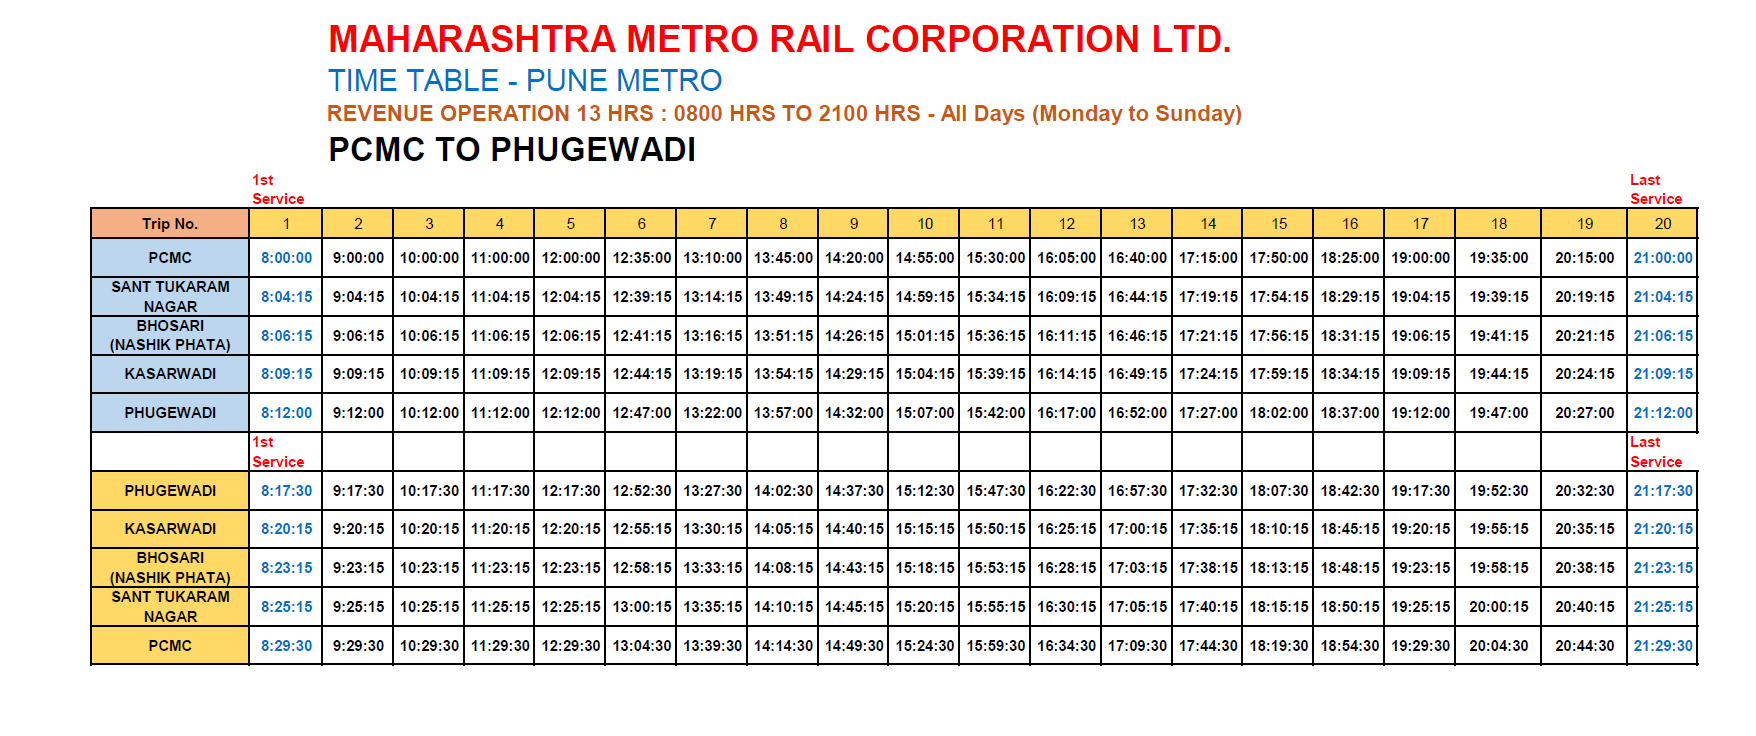 MAHARASHTRA METRO RAIL CORPORATION LTD.
TIME TABLE - PUNE METRO
REVENUE OPERATION 13 HRS : 0800 HRS TO 2100 HRS - All Days (Monday to Sunday)
PCMC TO PHUGEWADI
1st Last
Service Service
Trip No. 1 2 3 4 5 6 7 8 9 10 11 12 13 14 15 16 17 18 19 20
PCMC 8:00:00 9:00:00 10:00:00 11:00:00 12:00:00 12:35:00 13:10:00 13:45:00 14:20:00 14:55:00 15:30:00 16:05:00 16:40:00 17:15:00 17:50:00 18:25:00 19:00:00 19:35:00 20:15:00 21:00:00
SANT TUKARAM
NAGAR 8:04:15 9:04:15 10:04:15 11:04:15 12:04:15 12:39:15 13:14:15 13:49:15 14:24:15 14:59:15 15:34:15 16:09:15 16:44:15 17:19:15 17:54:15 18:29:15 19:04:15 19:39:15 20:19:15 21:04:15
BHOSARI
(NASHIK PHATA) 8:06:15 9:06:15 10:06:15 11:06:15 12:06:15 12:41:15 13:16:15 13:51:15 14:26:15 15:01:15 15:36:15 16:11:15 16:46:15 17:21:15 17:56:15 18:31:15 19:06:15 19:41:15 20:21:15 21:06:15
KASARWADI 8:09:15 9:09:15 10:09:15 11:09:15 12:09:15 12:44:15 13:19:15 13:54:15 14:29:15 15:04:15 15:39:15 16:14:15 16:49:15 17:24:15 17:59:15 18:34:15 19:09:15 19:44:15 20:24:15 21:09:15
PHUGEWADI 8:12:00 9:12:00 10:12:00 11:12:00 12:12:00 12:47:00 13:22:00 13:57:00 14:32:00 15:07:00 15:42:00 16:17:00 16:52:00 17:27:00 18:02:00 18:37:00 19:12:00 19:47:00 20:27:00 21:12:00
1st Last
Service Service
PHUGEWADI 8:17:30 9:17:30 10:17:30 11:17:30 12:17:30 12:52:30 13:27:30 14:02:30 14:37:30 15:12:30 15:47:30 16:22:30 16:57:30 17:32:30 18:07:30 18:42:30 19:17:30 19:52:30 20:32:30 21:17:30
KASARWADI 8:20:15 9:20:15 10:20:15 11:20:15 12:20:15 12:55:15 13:30:15 14:05:15 14:40:15 15:15:15 15:50:15 16:25:15 17:00:15 17:35:15 18:10:15 18:45:15 19:20:15 19:55:15 20:35:15 21:20:15
BHOSARI
(NASHIK PHATA) 8:23:15 9:23:15 10:23:15 11:23:15 12:23:15 12:58:15 13:33:15 14:08:15 14:43:15 15:18:15 15:53:15 16:28:15 17:03:15 17:38:15 18:13:15 18:48:15 19:23:15 19:58:15 20:38:15 21:23:15
SANT TUKARAM
NAGAR 8:25:15 9:25:15 10:25:15 11:25:15 12:25:15 13:00:15 13:35:15 14:10:15 14:45:15 15:20:15 15:55:15 16:30:15 17:05:15 17:40:15 18:15:15 18:50:15 19:25:15 20:00:15 20:40:15 21:25:15
PCMC 8:29:30 9:29:30 10:29:30 11:29:30 12:29:30 13:04:30 13:39:30 14:14:30 14:49:30 15:24:30 15:59:30 16:34:30 17:09:30 17:44:30 18:19:30 18:54:30 19:29:30 20:04:30 20:44:30 21:29:30